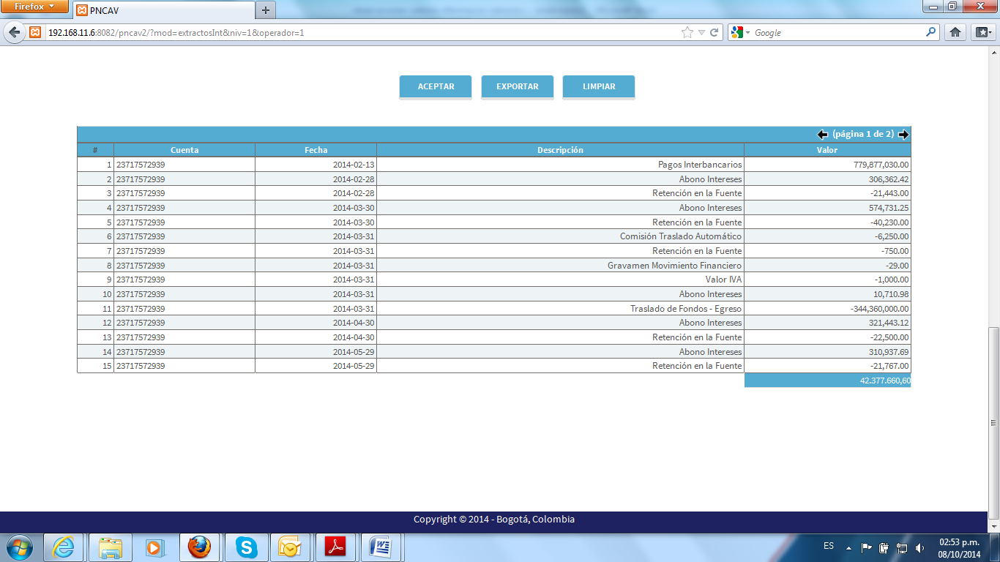 Firefox
PNCAV
192.168.11.6:8082/pncav2/?mod=extractosInt&niv=1&operador=1
Google
ACEPTAR EXPORTAR LIMPIAR
(página 1 de 2)
# Cuenta Fecha Descripción Valor
1 23717572939 2014-02-13 Pagos Interbancarios 779,877,030.00
2 23717572939 2014-02-28 Abono Intereses 306,362.42
3 23717572939 2014-02-28 Retención en la Fuente -21,443.00
4 23717572939 2014-03-30 Abono Intereses 574,731.25
5 23717572939 2014-03-30 Retención en la Fuente -40,230.00
6 23717572939 2014-03-31 Comisión Traslado Automático -6,250.00
7 23717572939 2014-03-31 Retención en la Fuente -750.00
8 23717572939 2014-03-31 Gravamen Movimiento Financiero -29.00
9 23717572939 2014-03-31 Valor IVA -1,000.00
10 23717572939 2014-03-31 Abono Intereses 10,710.98
11 23717572939 2014-03-31 Traslado de Fondos - Egreso -344,360,000.00
12 23717572939 2014-04-30 Abono Intereses 321,443.12
13 23717572939 2014-04-30 Retención en la Fuente -22,500.00
14 23717572939 2014-05-29 Abono Intereses 310,937.69
15 23717572939 2014-05-29 Retención en la Fuente -21,767.00
42.377.660,60
Copyright © 2014 - Bogotá, Colombia
ES
02:53 p.m.
08/10/2014